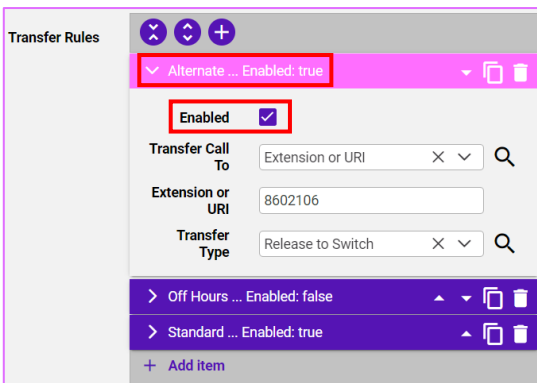 Transfer Rules
Alternate ... Enabled: true
Enabled
Transfer Call
To
Extension or URI
Extension or
URI
8602106
Transfer
Type
Release to Switch
Off Hours ... Enabled: false
Standard ... Enabled: true
+ Add item